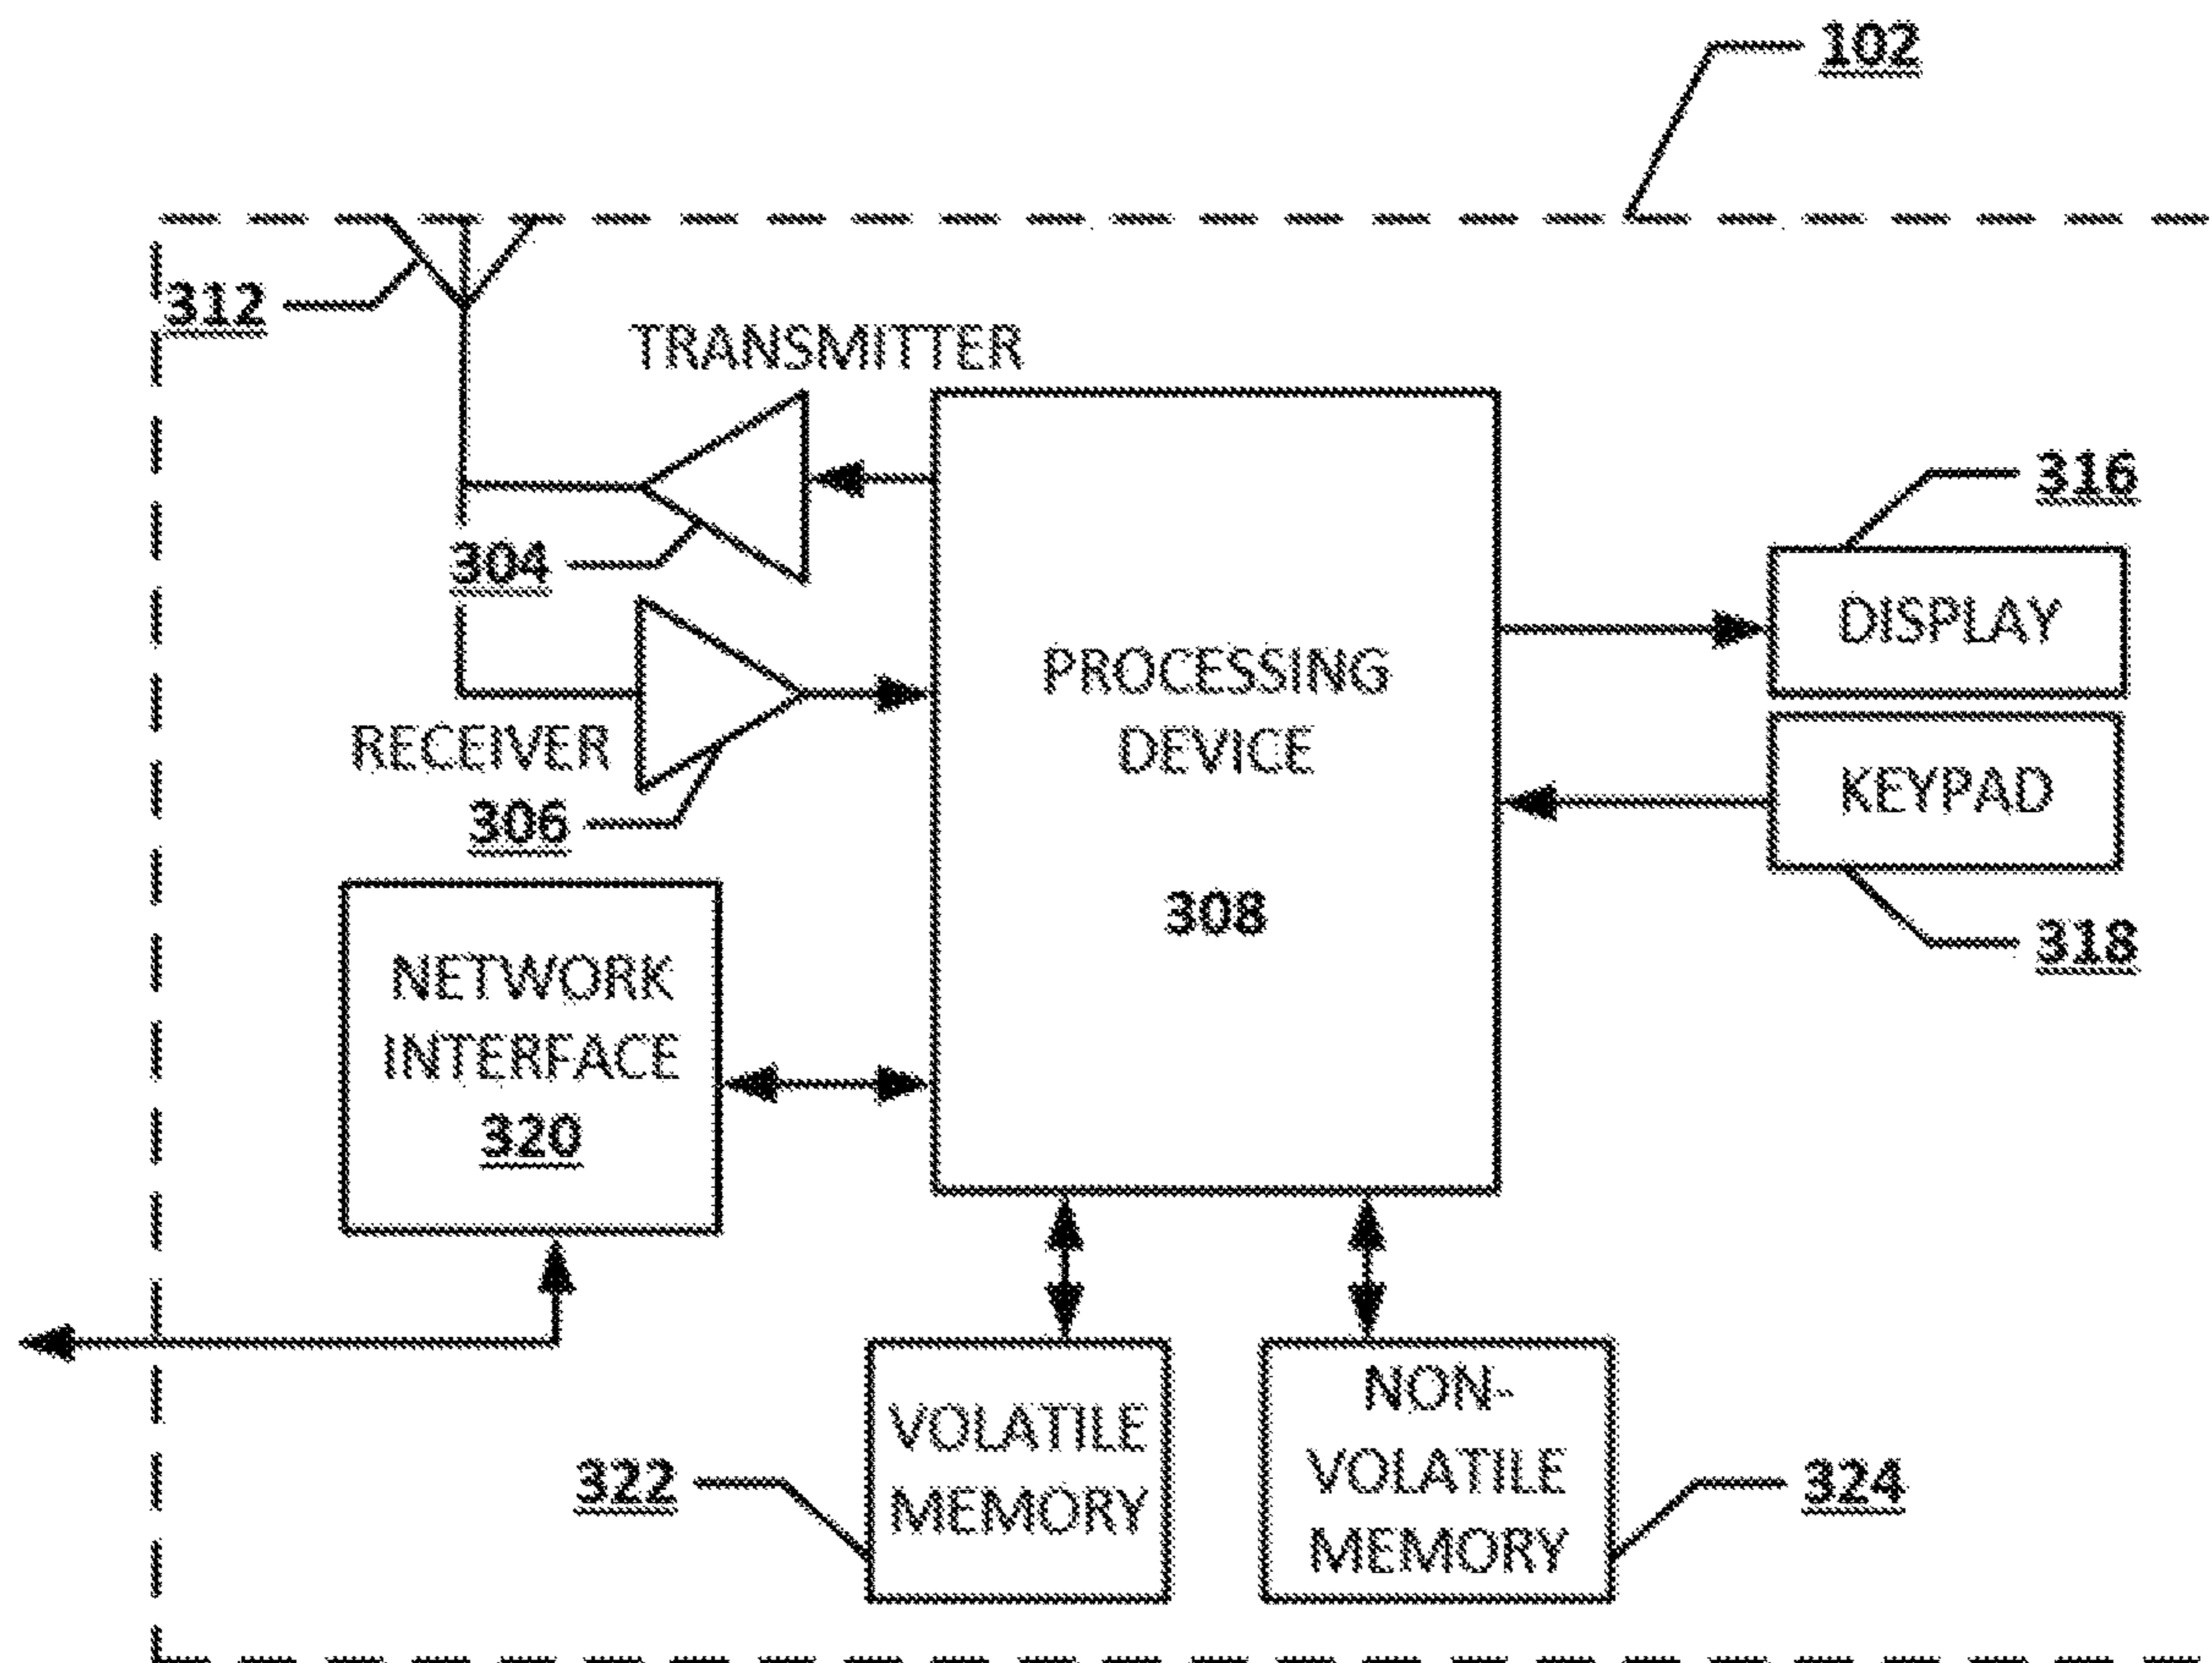 102
312
TRANSMITTER
304
316
DISPLAY
PROCESSING
DEVICE
308
RECEIVER
306
KEYPAD
318
NETWORK
INTERFACE
320
VOLATILE
MEMORY
322
NON-
VOLATILE
MEMORY
324